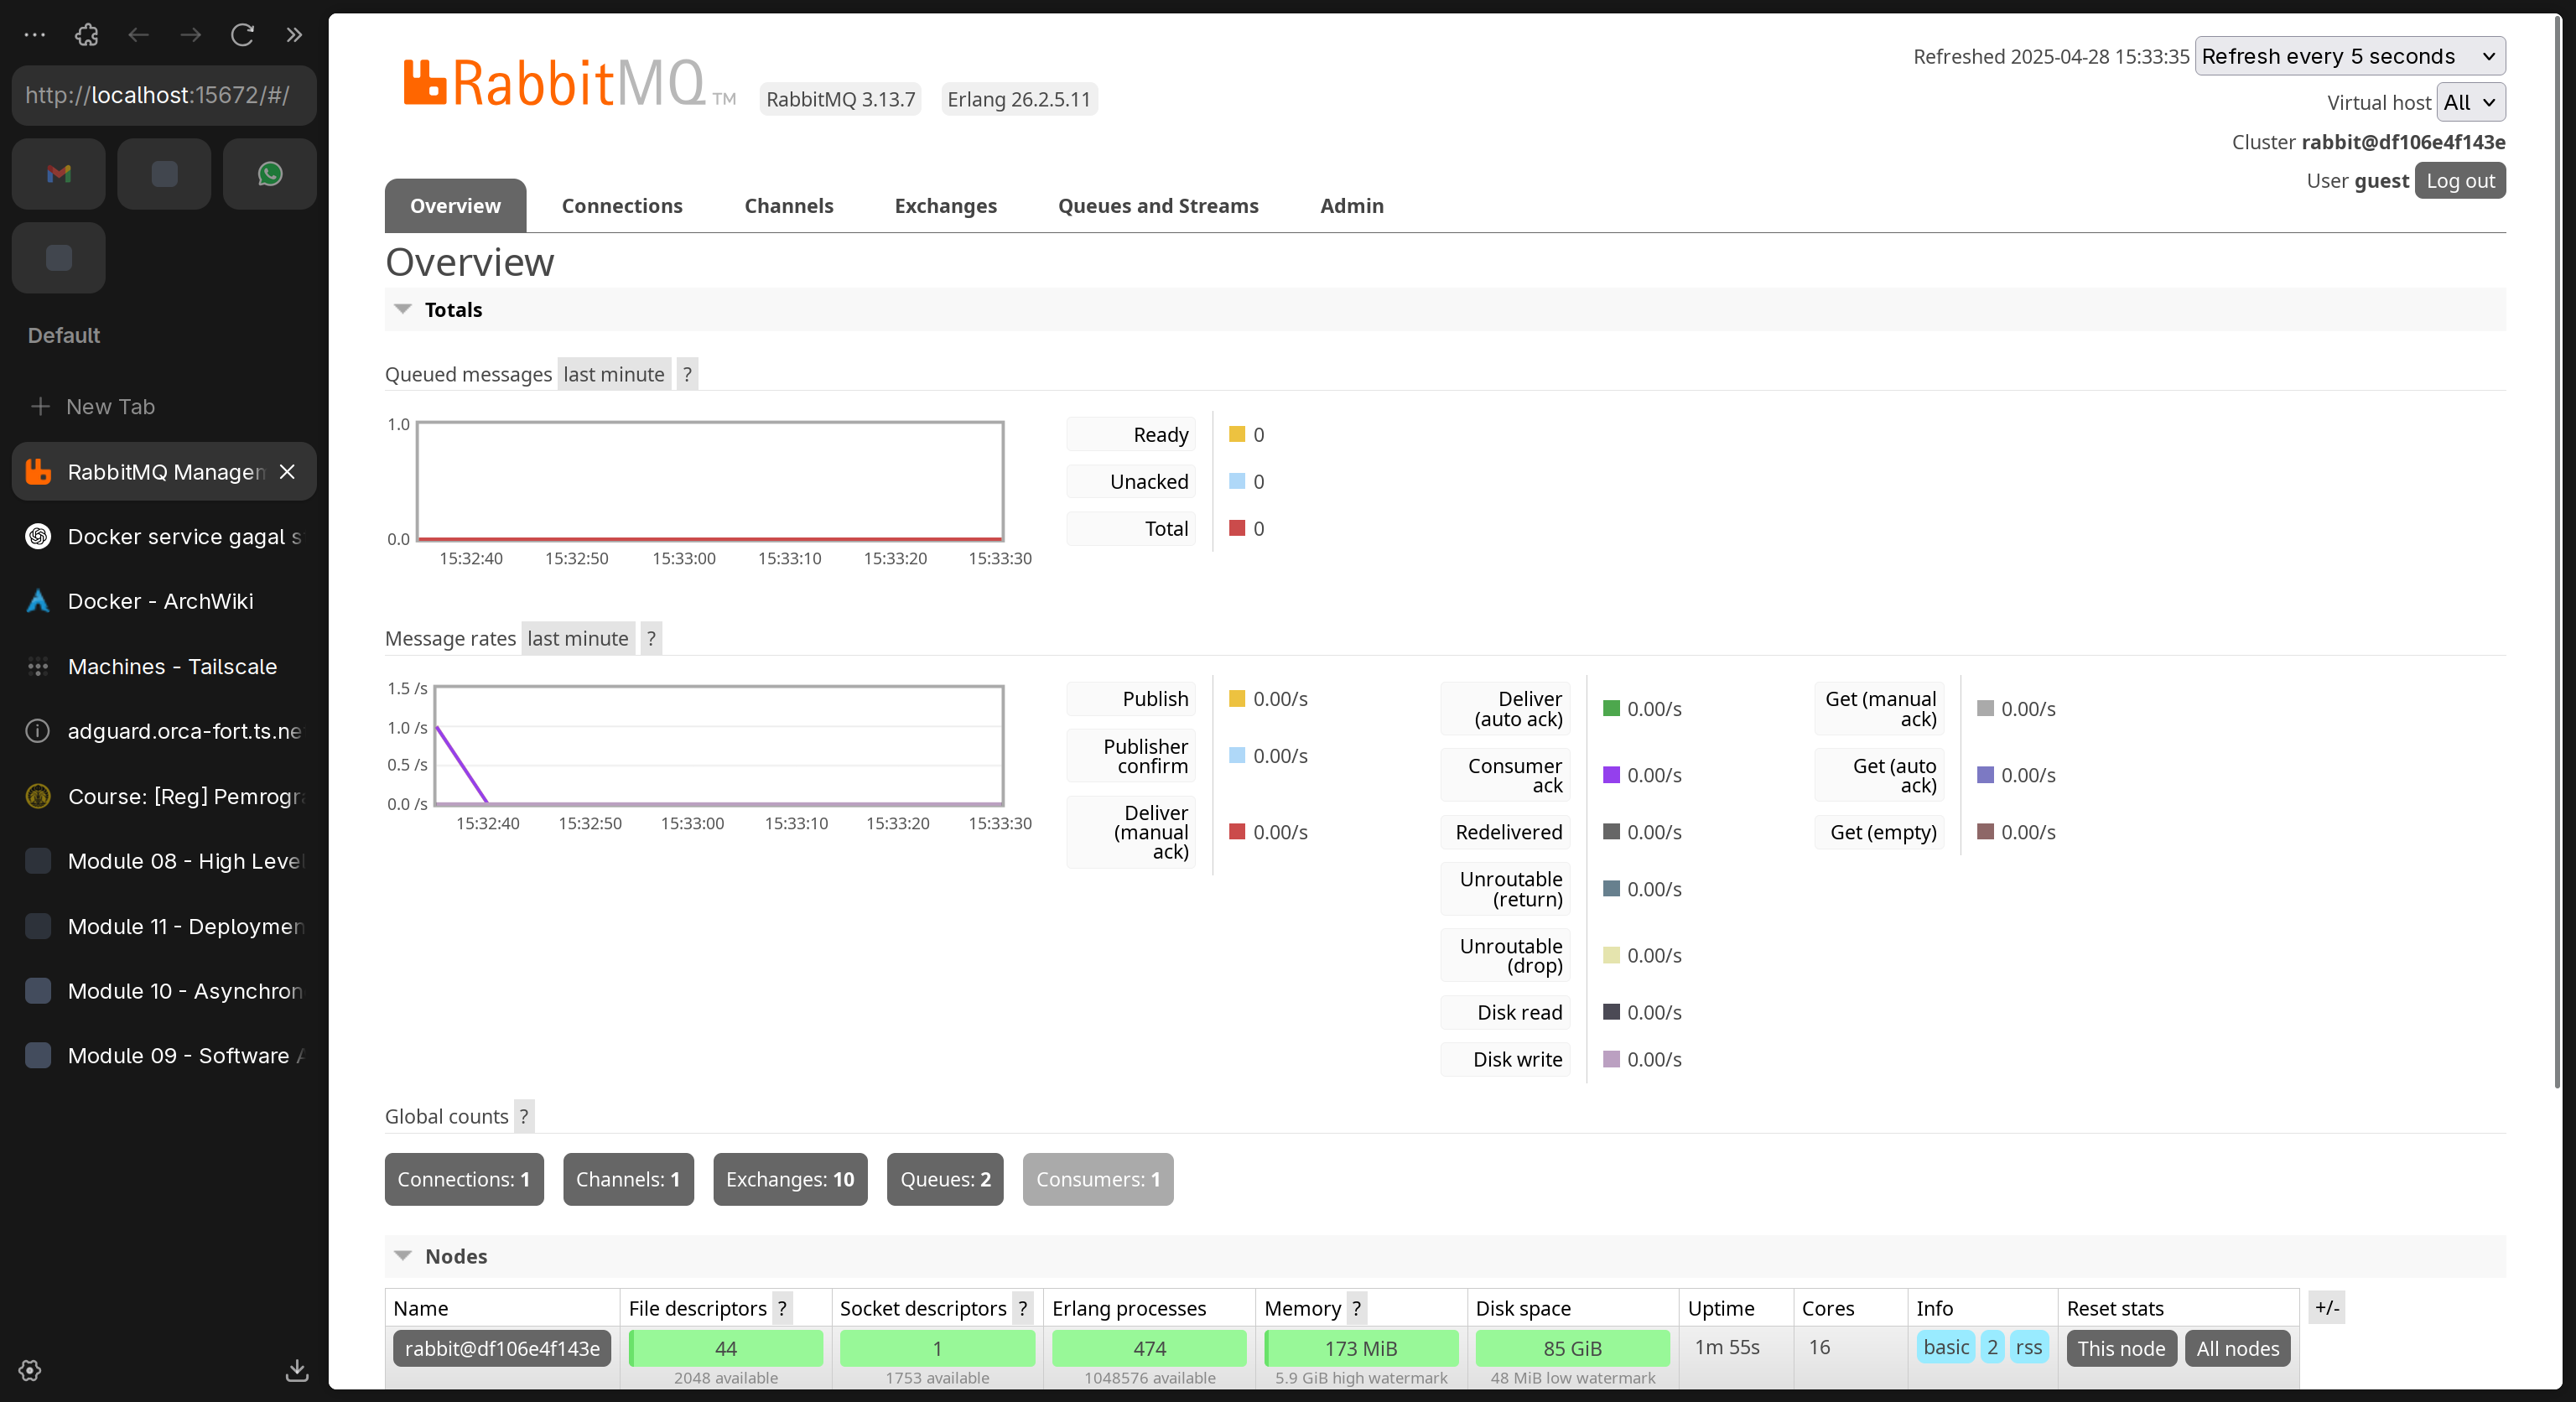 http://localhost:15672/#/
Default
New Tab
RabbitMQ Managem
Docker service gagal s
Docker - ArchWiki
Machines - Tailscale
adguard.orca-fort.ts.ne
Course: [Reg] Pemrogra
Module 08 - High Level
Module 11 - Deploymen
Module 10 - Asynchron
Module 09 - Software A
RabbitMQ TM
RabbitMQ 3.13.7
Erlang 26.2.5.11
Refreshed 2025-04-28 15:33:35
Refresh every 5 seconds
Virtual host All
Cluster rabbit@df106e4f143e
User guest Log out
Overview
Connections
Channels
Exchanges
Queues and Streams
Admin
Overview
Totals
Queued messages last minute ?
1.0
0.0
15:32:40 15:32:50 15:33:00 15:33:10 15:33:20 15:33:30
Ready 0
Unacked 0
Total 0
Message rates last minute ?
1.5 /s
1.0 /s
0.5 /s
0.0 /s
15:32:40 15:32:50 15:33:00 15:33:10 15:33:20 15:33:30
Publish 0.00/s
Publisher
confirm 0.00/s
Deliver
(manual
ack) 0.00/s
Deliver
(auto ack) 0.00/s
Consumer
ack 0.00/s
Redelivered 0.00/s
Unroutable
(return) 0.00/s
Unroutable
(drop) 0.00/s
Disk read 0.00/s
Disk write 0.00/s
Get (manual
ack) 0.00/s
Get (auto
ack) 0.00/s
Get (empty) 0.00/s
Global counts ?
Connections: 1
Channels: 1
Exchanges: 10
Queues: 2
Consumers: 1
Nodes
Name File descriptors ? Socket descriptors ? Erlang processes Memory ? Disk space Uptime Cores Info Reset stats +/-
rabbit@df106e4f143e 44 1 474 173 MiB 85 GiB 1m 55s 16 basic 2 rss This node All nodes
2048 available 1753 available 1048576 available 5.9 GiB high watermark 48 MiB low watermark